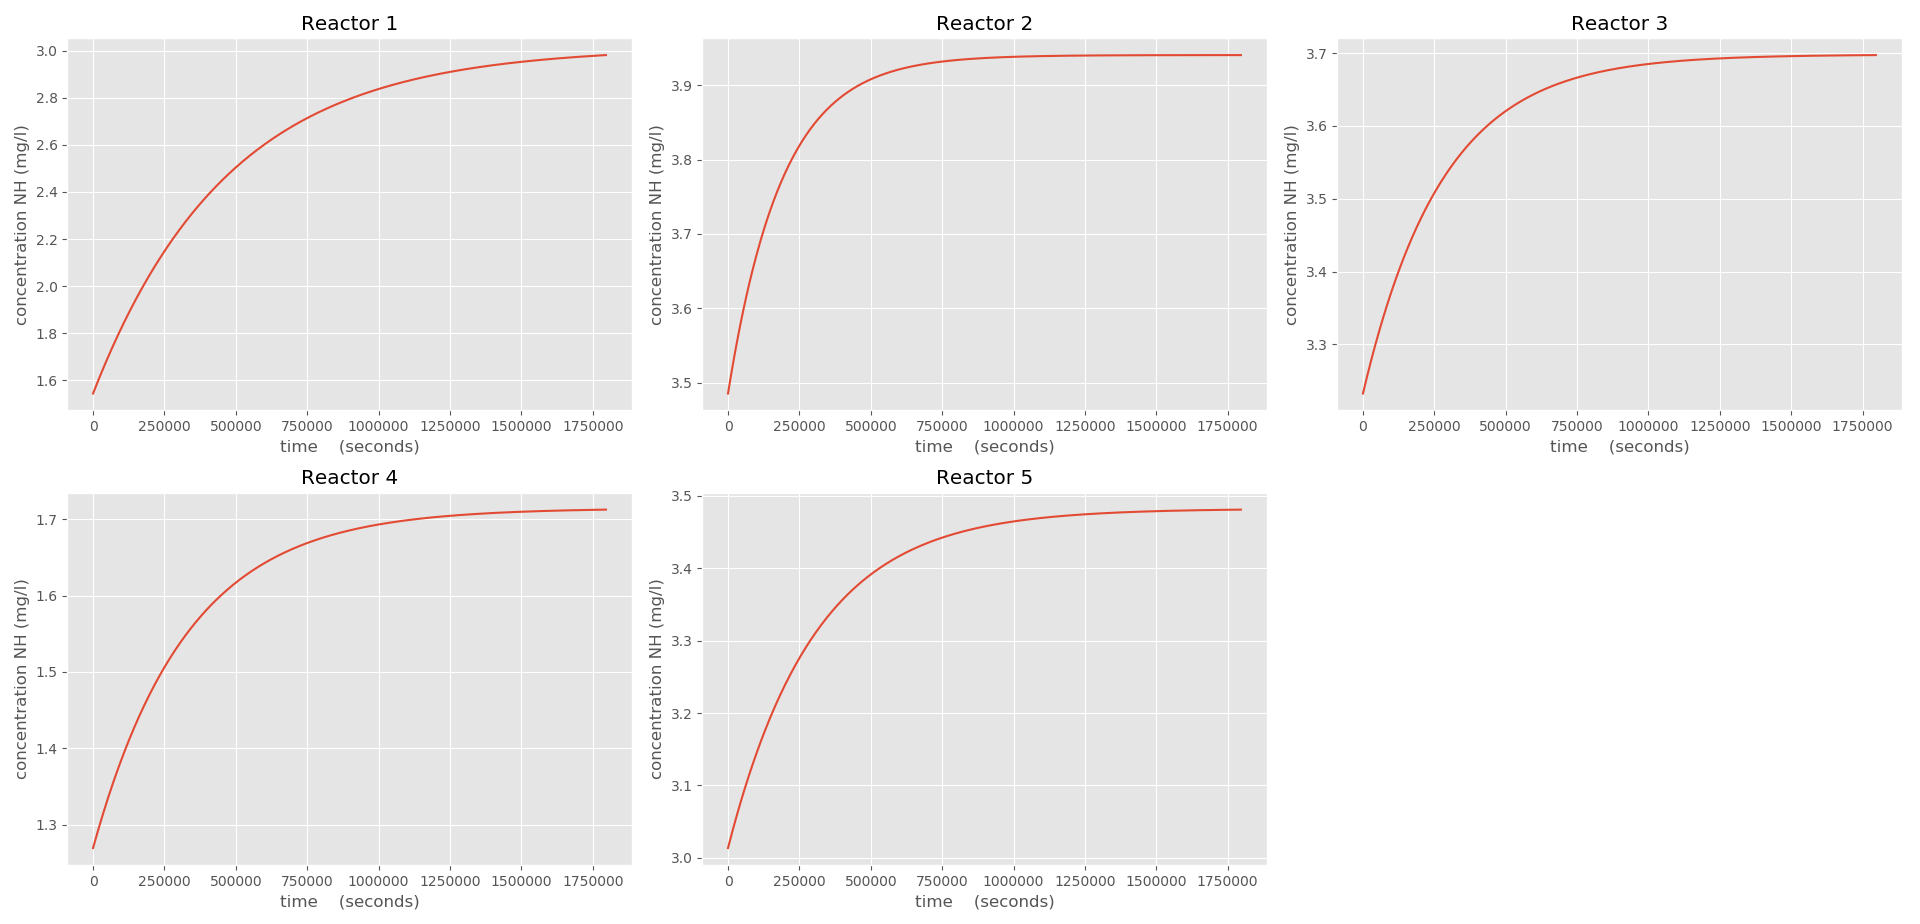 Reactor 1
3.0
2.8
2.6
2.4
2.2
2.0
1.8
1.6
concentration NH (mg/l)
0 250000 500000 750000 1000000 1250000 1500000 1750000
time (seconds)
Reactor 2
3.9
3.8
3.7
3.6
3.5
concentration NH (mg/l)
0 250000 500000 750000 1000000 1250000 1500000 1750000
time (seconds)
Reactor 3
3.7
3.6
3.5
3.4
3.3
concentration NH (mg/l)
0 250000 500000 750000 1000000 1250000 1500000 1750000
time (seconds)
Reactor 4
1.7
1.6
1.5
1.4
1.3
concentration NH (mg/l)
0 250000 500000 750000 1000000 1250000 1500000 1750000
time (seconds)
Reactor 5
3.5
3.4
3.3
3.2
3.1
3.0
concentration NH (mg/l)
0 250000 500000 750000 1000000 1250000 1500000 1750000
time (seconds)